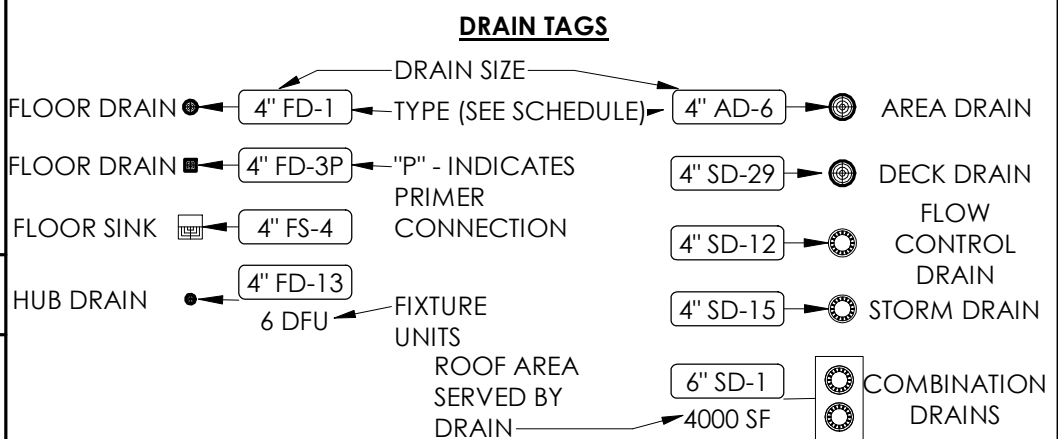 DRAIN TAGS
DRAIN SIZE
FLOOR DRAIN
4" FD-1
TYPE (SEE SCHEDULE)
4" AD-6
AREA DRAIN
FLOOR DRAIN
4" FD-3P
"P" - INDICATES
PRIMER
CONNECTION
4" SD-29
DECK DRAIN
FLOOR SINK
4" FS-4
4" SD-12
FLOW
CONTROL
DRAIN
HUB DRAIN
4" FD-13
6 DFU
FIXTURE
UNITS
4" SD-15
STORM DRAIN
ROOF AREA
SERVED BY
DRAIN
6" SD-1
4000 SF
COMBINATION
DRAINS